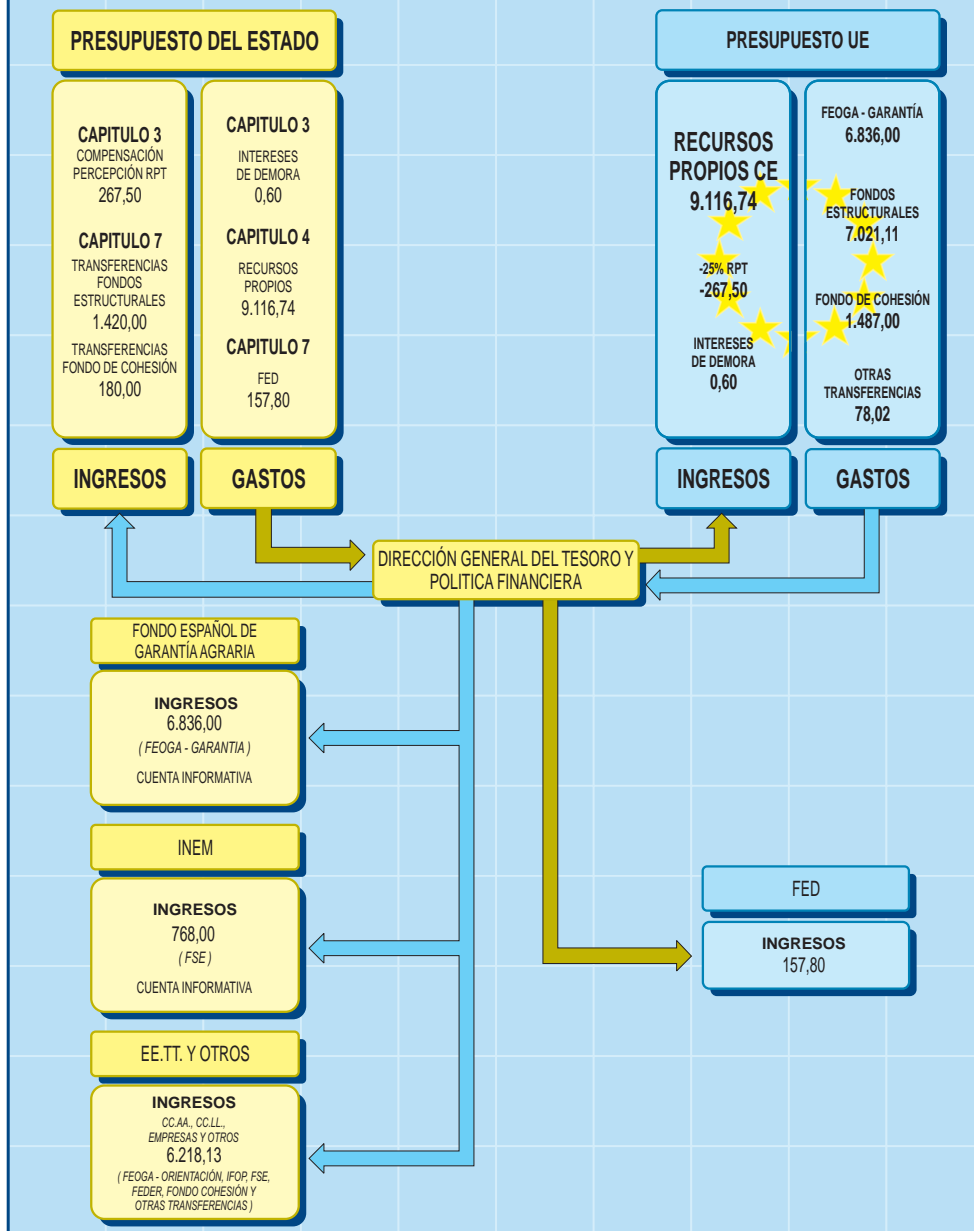 PRESUPUESTO DEL ESTADO
CAPITULO 3
COMPENSACIÓN
PERCEPCIÓN RPT
267,50
CAPITULO 7
TRANSFERENCIAS
FONDOS
ESTRUCTURALES
1.420,00
TRANSFERENCIAS
FONDO DE COHESIÓN
180,00
INGRESOS
CAPITULO 3
INTERESES
DE DEMORA
0,60
CAPITULO 4
RECURSOS
PROPIOS
9.116,74
CAPITULO 7
FED
157,80
GASTOS
PRESUPUESTO UE
RECURSOS
PROPIOS CE
9.116,74
-25% RPT
-267,50
INTERESES
DE DEMORA
0,60
INGRESOS
FEOGA - GARANTÍA
6.836,00
FONDOS
ESTRUCTURALES
7.021,11
FONDO DE COHESIÓN
1.487,00
OTRAS
TRANSFERENCIAS
78,02
GASTOS
DIRECCIÓN GENERAL DEL TESORO Y
POLITICA FINANCIERA
FONDO ESPAÑOL DE
GARANTÍA AGRARIA
INGRESOS
6.836,00
( FEOGA - GARANTIA )
CUENTA INFORMATIVA
INEM
INGRESOS
768,00
( FSE )
CUENTA INFORMATIVA
EE.TT. Y OTROS
INGRESOS
CC.AA., CC.LL.,
EMPRESAS Y OTROS
6.218,13
( FEOGA - ORIENTACIÓN, IFOP, FSE,
FEDER, FONDO COHESIÓN Y
OTRAS TRANSFERENCIAS )
FED
INGRESOS
157,80